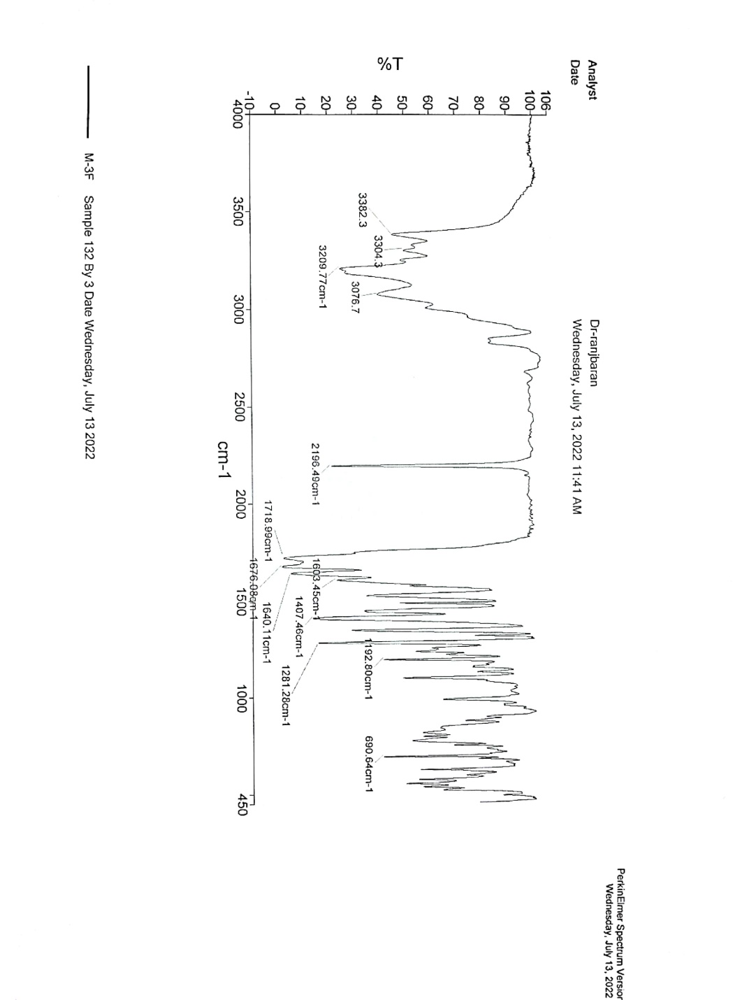 PerkinElmer Spectrum Version
Wednesday, July 13, 2022
Analyst Dr-ranjbaran
Date Wednesday, July 13, 2022 11:41 AM
%T
106
100
90
80
70
60
50
40
30
20
10
0
-10
4000
3500
3000
2500
2000
1500
1000
450
cm-1
3382.3
3304.3
3209.77cm-1
3076.7
2196.49cm-1
1718.99cm-1
1676.08cm-1
1640.11cm-1
1603.45cm-1
1407.46cm-1
1281.28cm-1
1192.80cm-1
690.64cm-1
M-3F Sample 132 By 3 Date Wednesday, July 13 2022